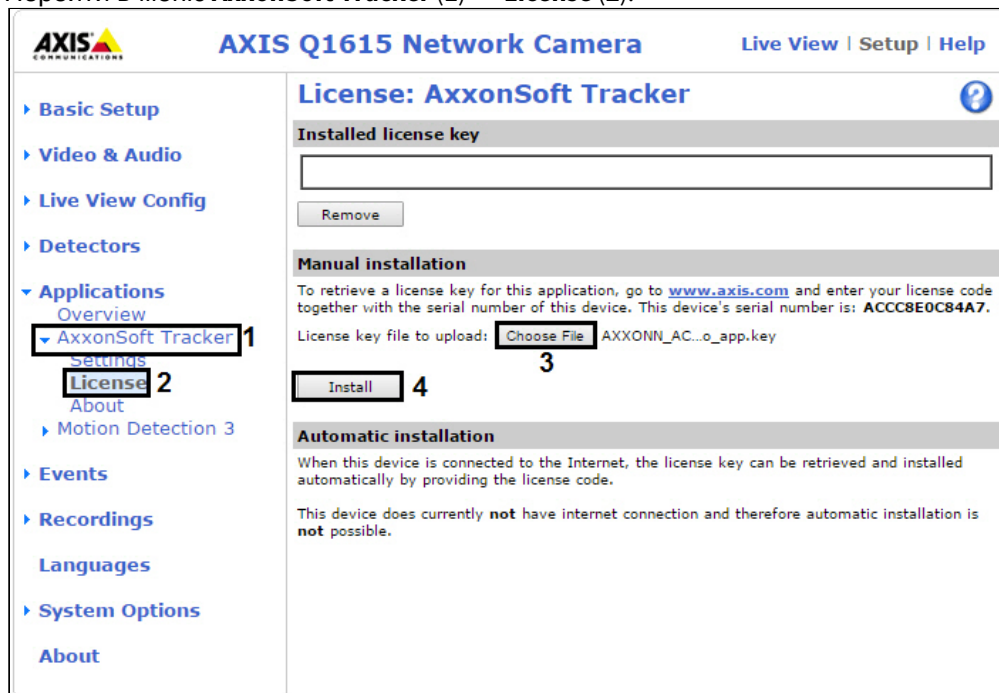 AXIS COMMUNICATIONS
AXIS Q1615 Network Camera
Live View | Setup | Help
Basic Setup
Video & Audio
Live View Config
Detectors
Applications
Overview
AxxonSoft Tracker 1
Settings
License 2
About
Motion Detection 3
Events
Recordings
Languages
System Options
About
License: AxxonSoft Tracker
Installed license key
Remove
Manual installation
To retrieve a license key for this application, go to www.axis.com and enter your license code
together with the serial number of this device. This device's serial number is: ACCC8E0C84A7.
License key file to upload: Choose File AXXONN_AC...o_app.key
3
Install 4
Automatic installation
When this device is connected to the Internet, the license key can be retrieved and installed
automatically by providing the license code.
This device does currently not have internet connection and therefore automatic installation is
not possible.